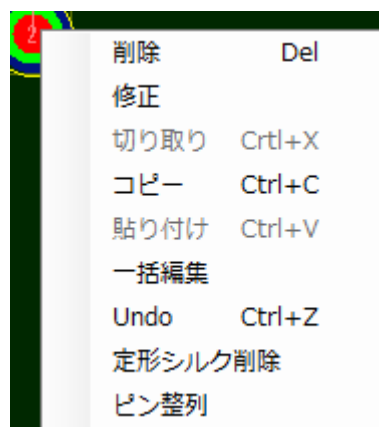 2
削除 Del
修正
切り取り Crtl+X
コピー Ctrl+C
貼り付け Ctrl+V
一括編集
Undo Ctrl+Z
定形シルク削除
ピン整列